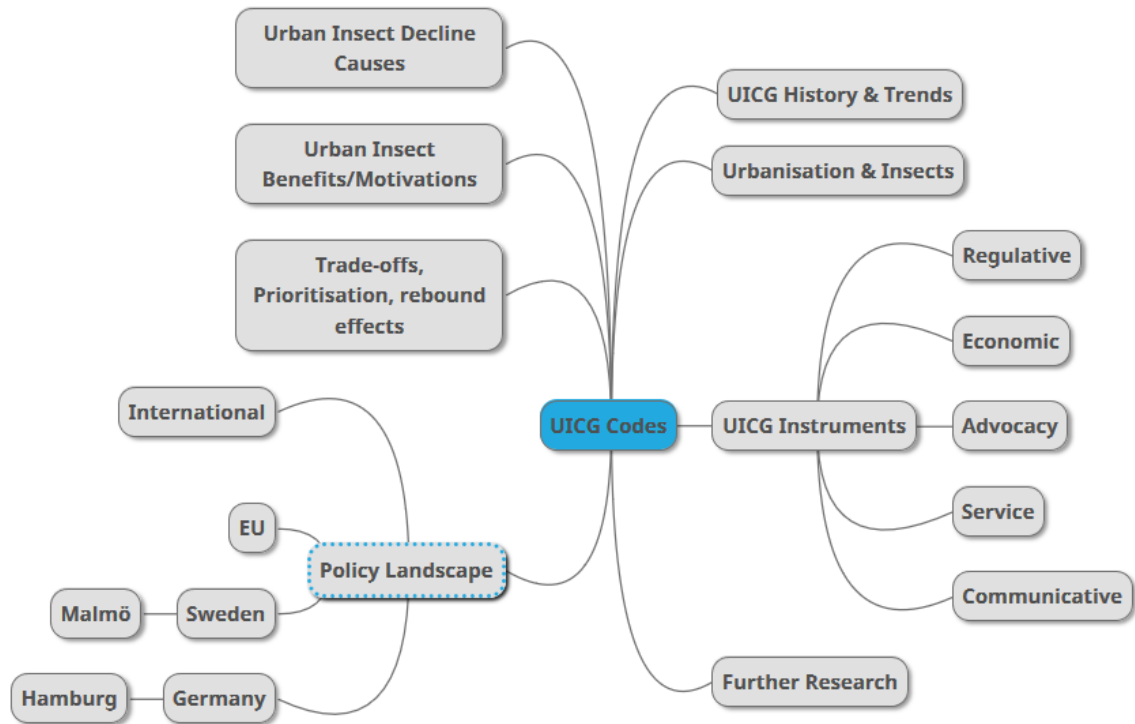 Urban Insect Decline
Causes
UICG History & Trends
Urban Insect
Benefits/Motivations
Urbanisation & Insects
Trade-offs,
Prioritisation, rebound
effects
Regulative
Economic
International
UICG Codes
UICG Instruments
Advocacy
EU
Service
Policy Landscape
Malmö
Sweden
Communicative
Hamburg
Germany
Further Research